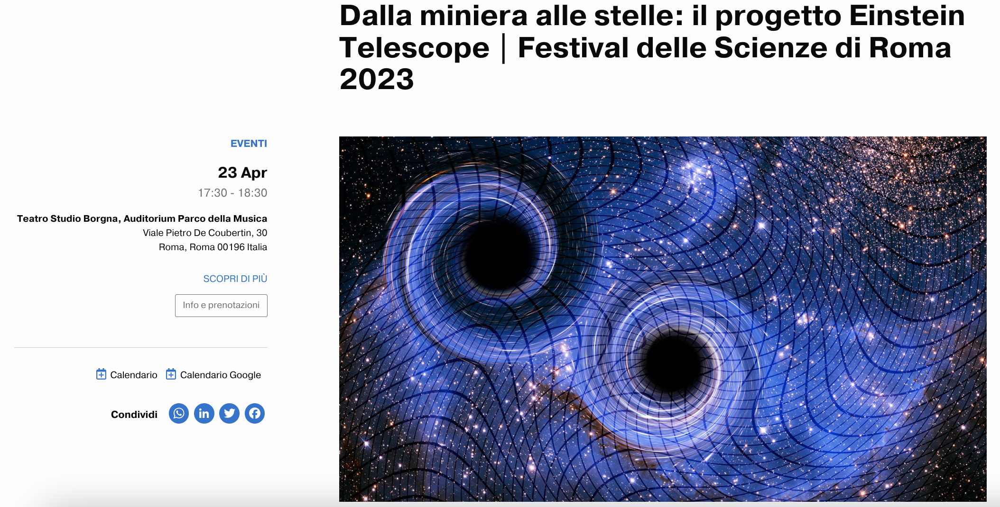 Dalla miniera alle stelle: il progetto Einstein
Telescope | Festival delle Scienze di Roma
2023
EVENTI
23 Apr
17:30 - 18:30
Teatro Studio Borgna, Auditorium Parco della Musica
Viale Pietro De Coubertin, 30
Roma, Roma 00196 Italia
SCOPRI DI PIÙ
Info e prenotazioni
Calendario Calendario Google
Condividi